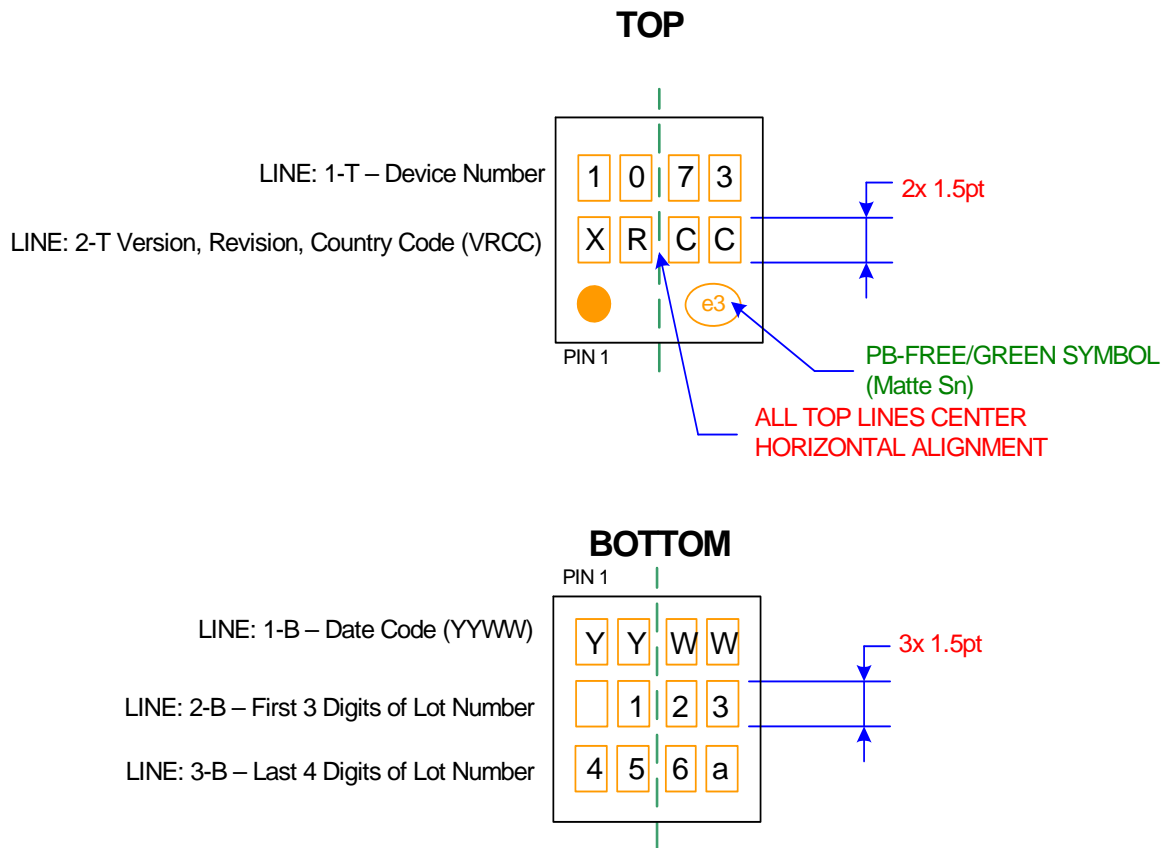 TOP
LINE: 1-T – Device Number
1 0 7 3
2x 1.5pt
LINE: 2-T Version, Revision, Country Code (VRCC)
X R C C
e3
PIN 1
PB-FREE/GREEN SYMBOL
(Matte Sn)
ALL TOP LINES CENTER
HORIZONTAL ALIGNMENT
BOTTOM
PIN 1
LINE: 1-B – Date Code (YYWW)
Y Y W W
3x 1.5pt
LINE: 2-B – First 3 Digits of Lot Number
1 2 3
LINE: 3-B – Last 4 Digits of Lot Number
4 5 6 a